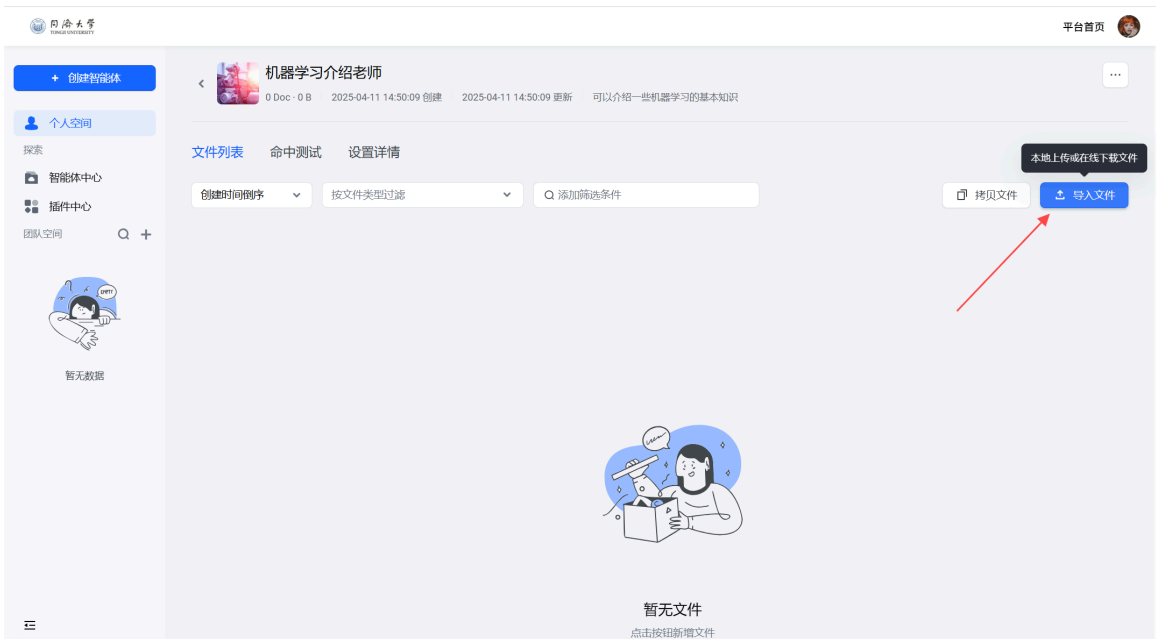 同济大学
TONGJI UNIVERSITY
平台首页
+ 创建智能体
个人空间
探索
智能体中心
插件中心
团队空间
EMPTY
暂无数据
机器学习介绍老师
0 Doc · 0 B 2025-04-11 14:50:09 创建 2025-04-11 14:50:09 更新 可以介绍一些机器学习的基本知识
...
文件列表 命中测试 设置详情
本地上传或在线下载文件
创建时间倒序 按文件类型过滤 添加筛选条件 拷贝文件 导入文件
暂无文件
点击按钮新增文件